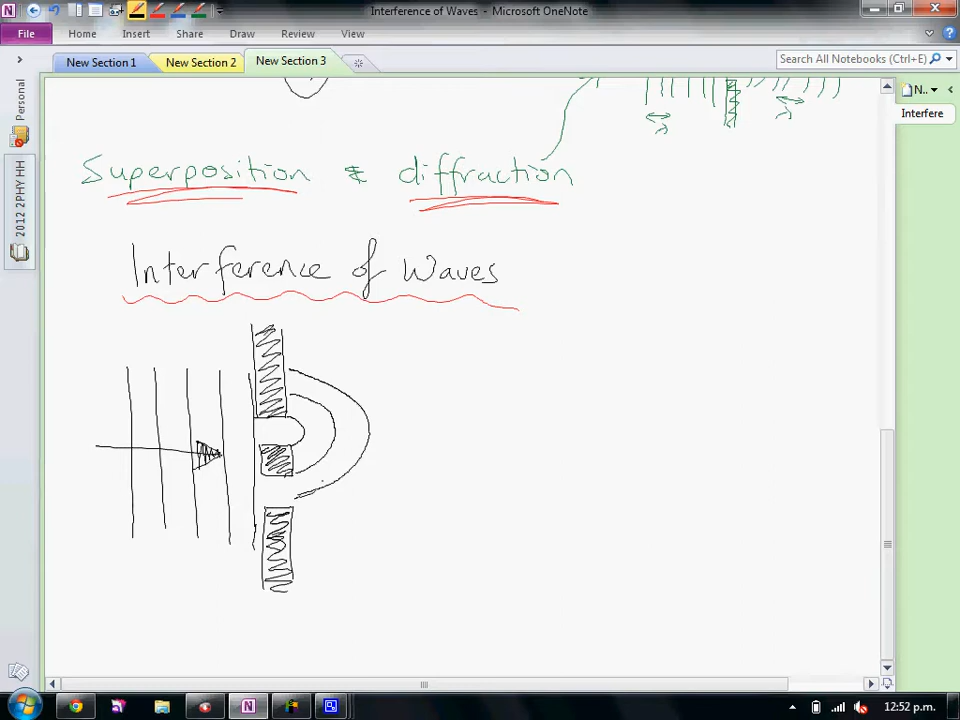 Interference of Waves - Microsoft OneNote
File Home Insert Share Draw Review View
New Section 1 New Section 2 New Section 3
Search All Notebooks (Ctrl+E)
N..
Personal
Interfere
2012 2PHY HH
λ λ
Superposition & diffraction
Interference of Waves
12:52 p.m.